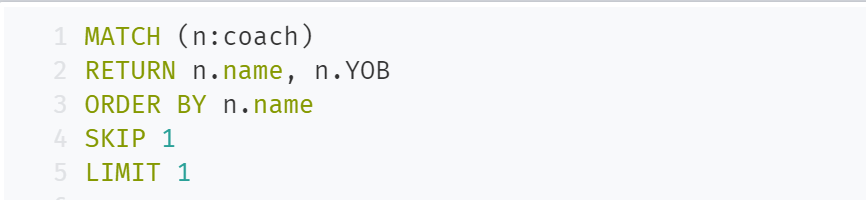 1 MATCH (n:coach)
2 RETURN n.name, n.YOB
3 ORDER BY n.name
4 SKIP 1
5 LIMIT 1